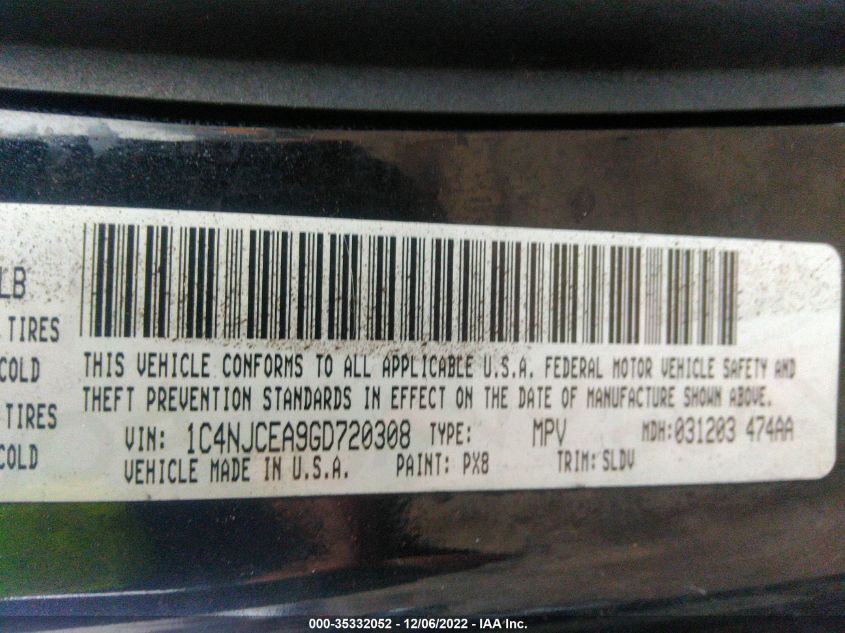 LB
TIRES
COLD
TIRES
COLD
THIS VEHICLE CONFORMS TO ALL APPLICABLE U.S.A. FEDERAL MOTOR VEHICLE SAFETY AND
THEFT PREVENTION STANDARDS IN EFFECT ON THE DATE OF MANUFACTURE SHOWN ABOVE.
VIN: 1C4NJCEA9GD720308 TYPE: MPV MDH:031203 474AA
VEHICLE MADE IN U.S.A. PAINT: PX8 TRIM: SLDV
000-35332052 - 12/06/2022 - IAA Inc.